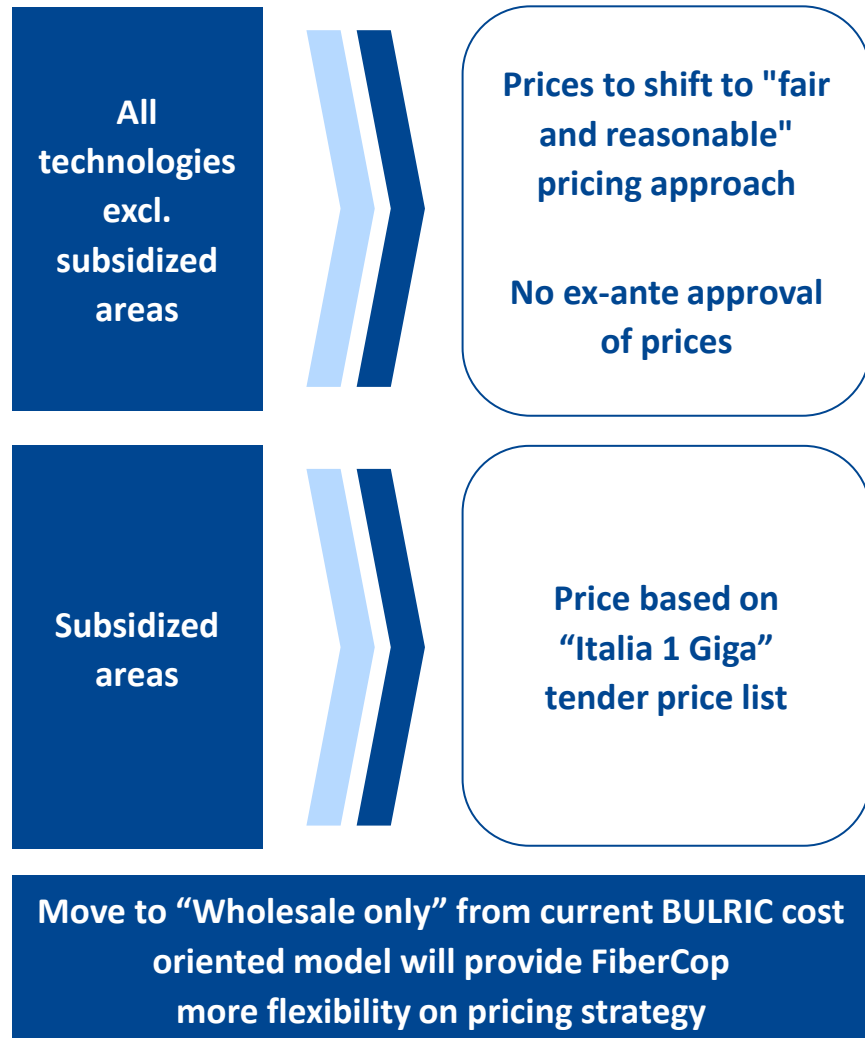 All
technologies
excl.
subsidized
areas
Prices to shift to "fair
and reasonable"
pricing approach
No ex-ante approval
of prices
Subsidized
areas
Price based on
“Italia 1 Giga”
tender price list
Move to “Wholesale only” from current BULRIC cost
oriented model will provide FiberCop
more flexibility on pricing strategy